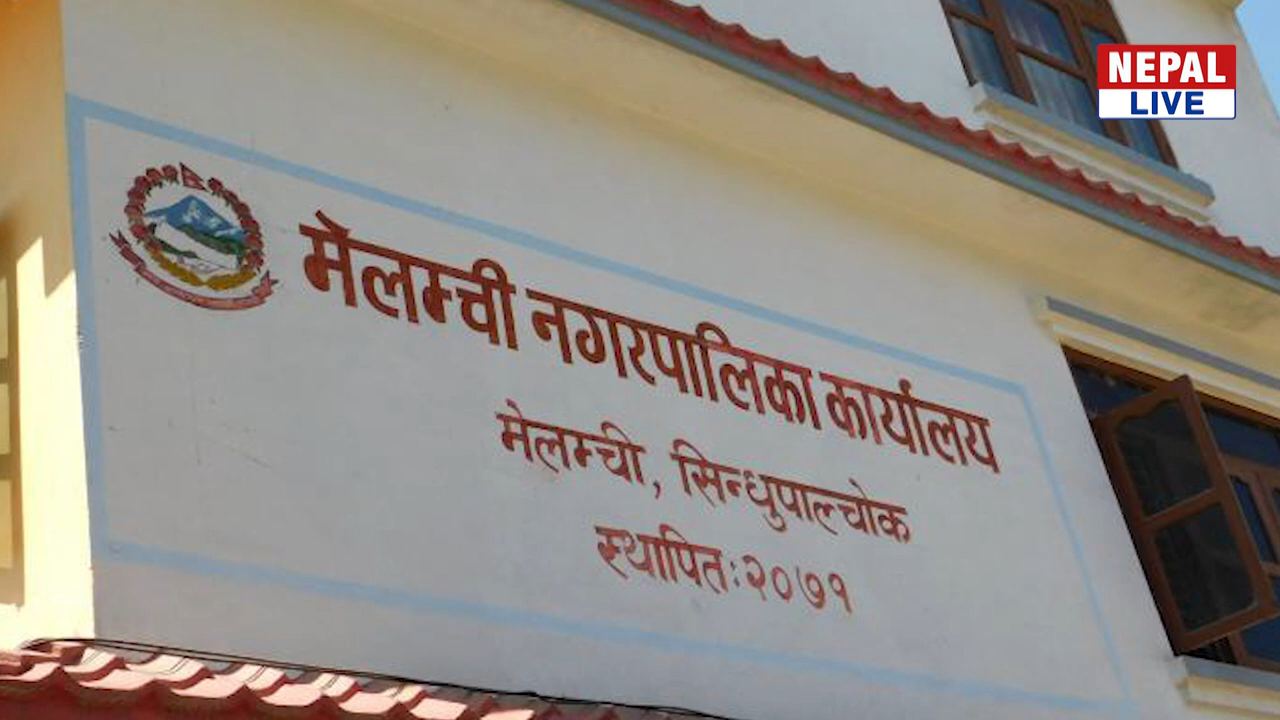 NEPAL
LIVE
मेलम्ची नगरपालिका कार्यालय
मेलम्ची, सिन्धुपाल्चोक
स्थापितः२०७१